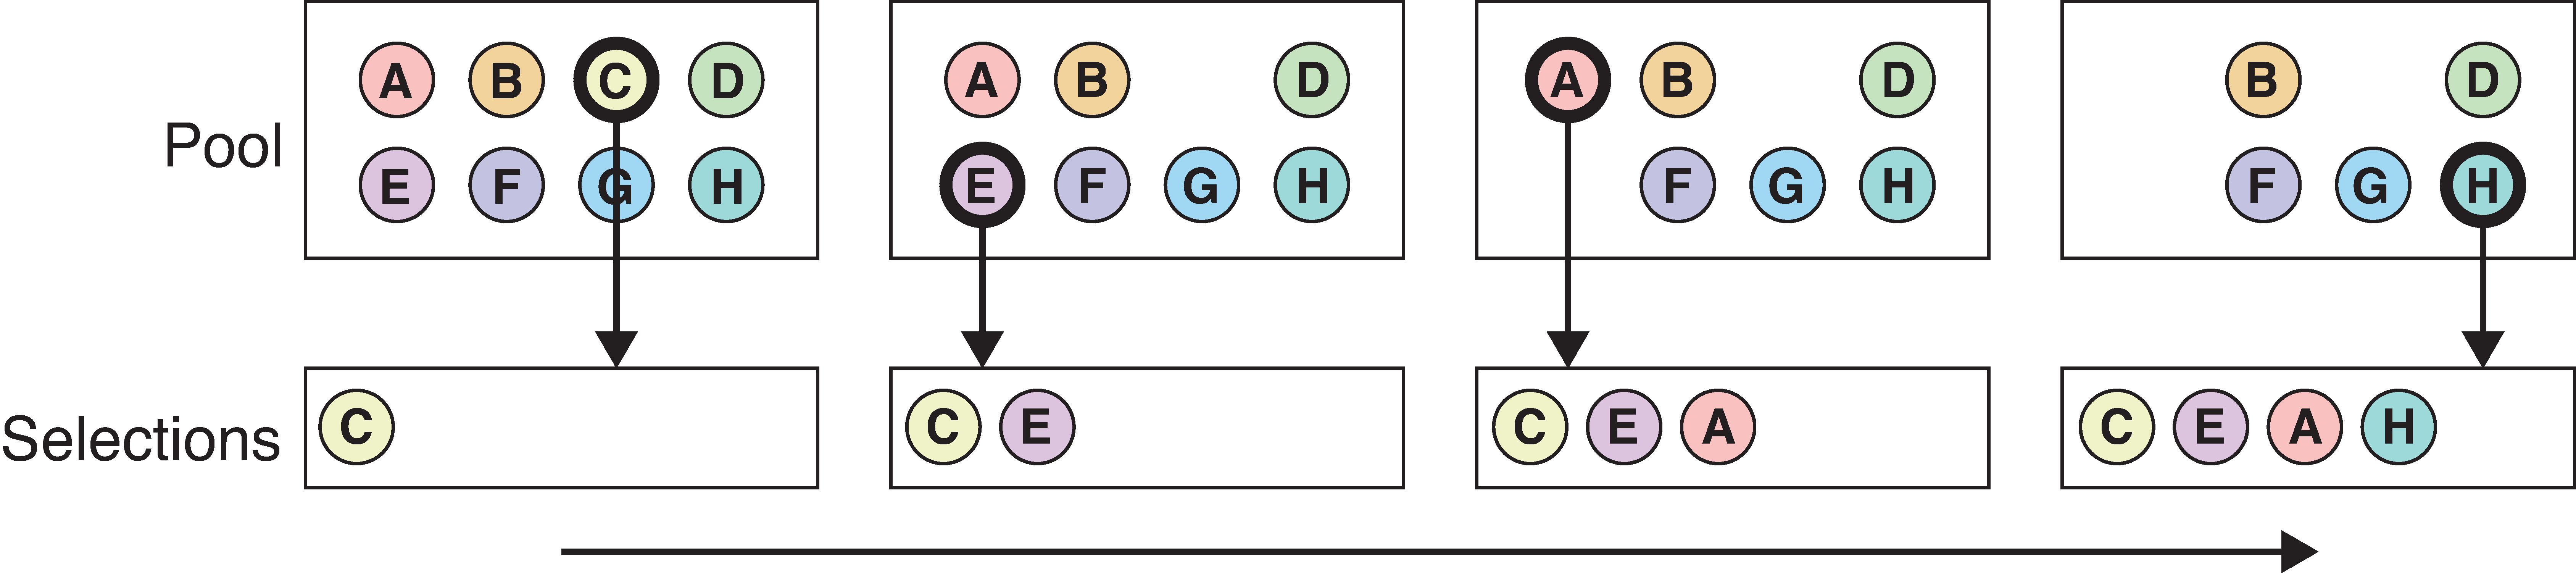 Pool
A B C D
E F G H
A B D
E F G H
A B D
F G H
B D
F G H
Selections
C
C E
C E A
C E A H